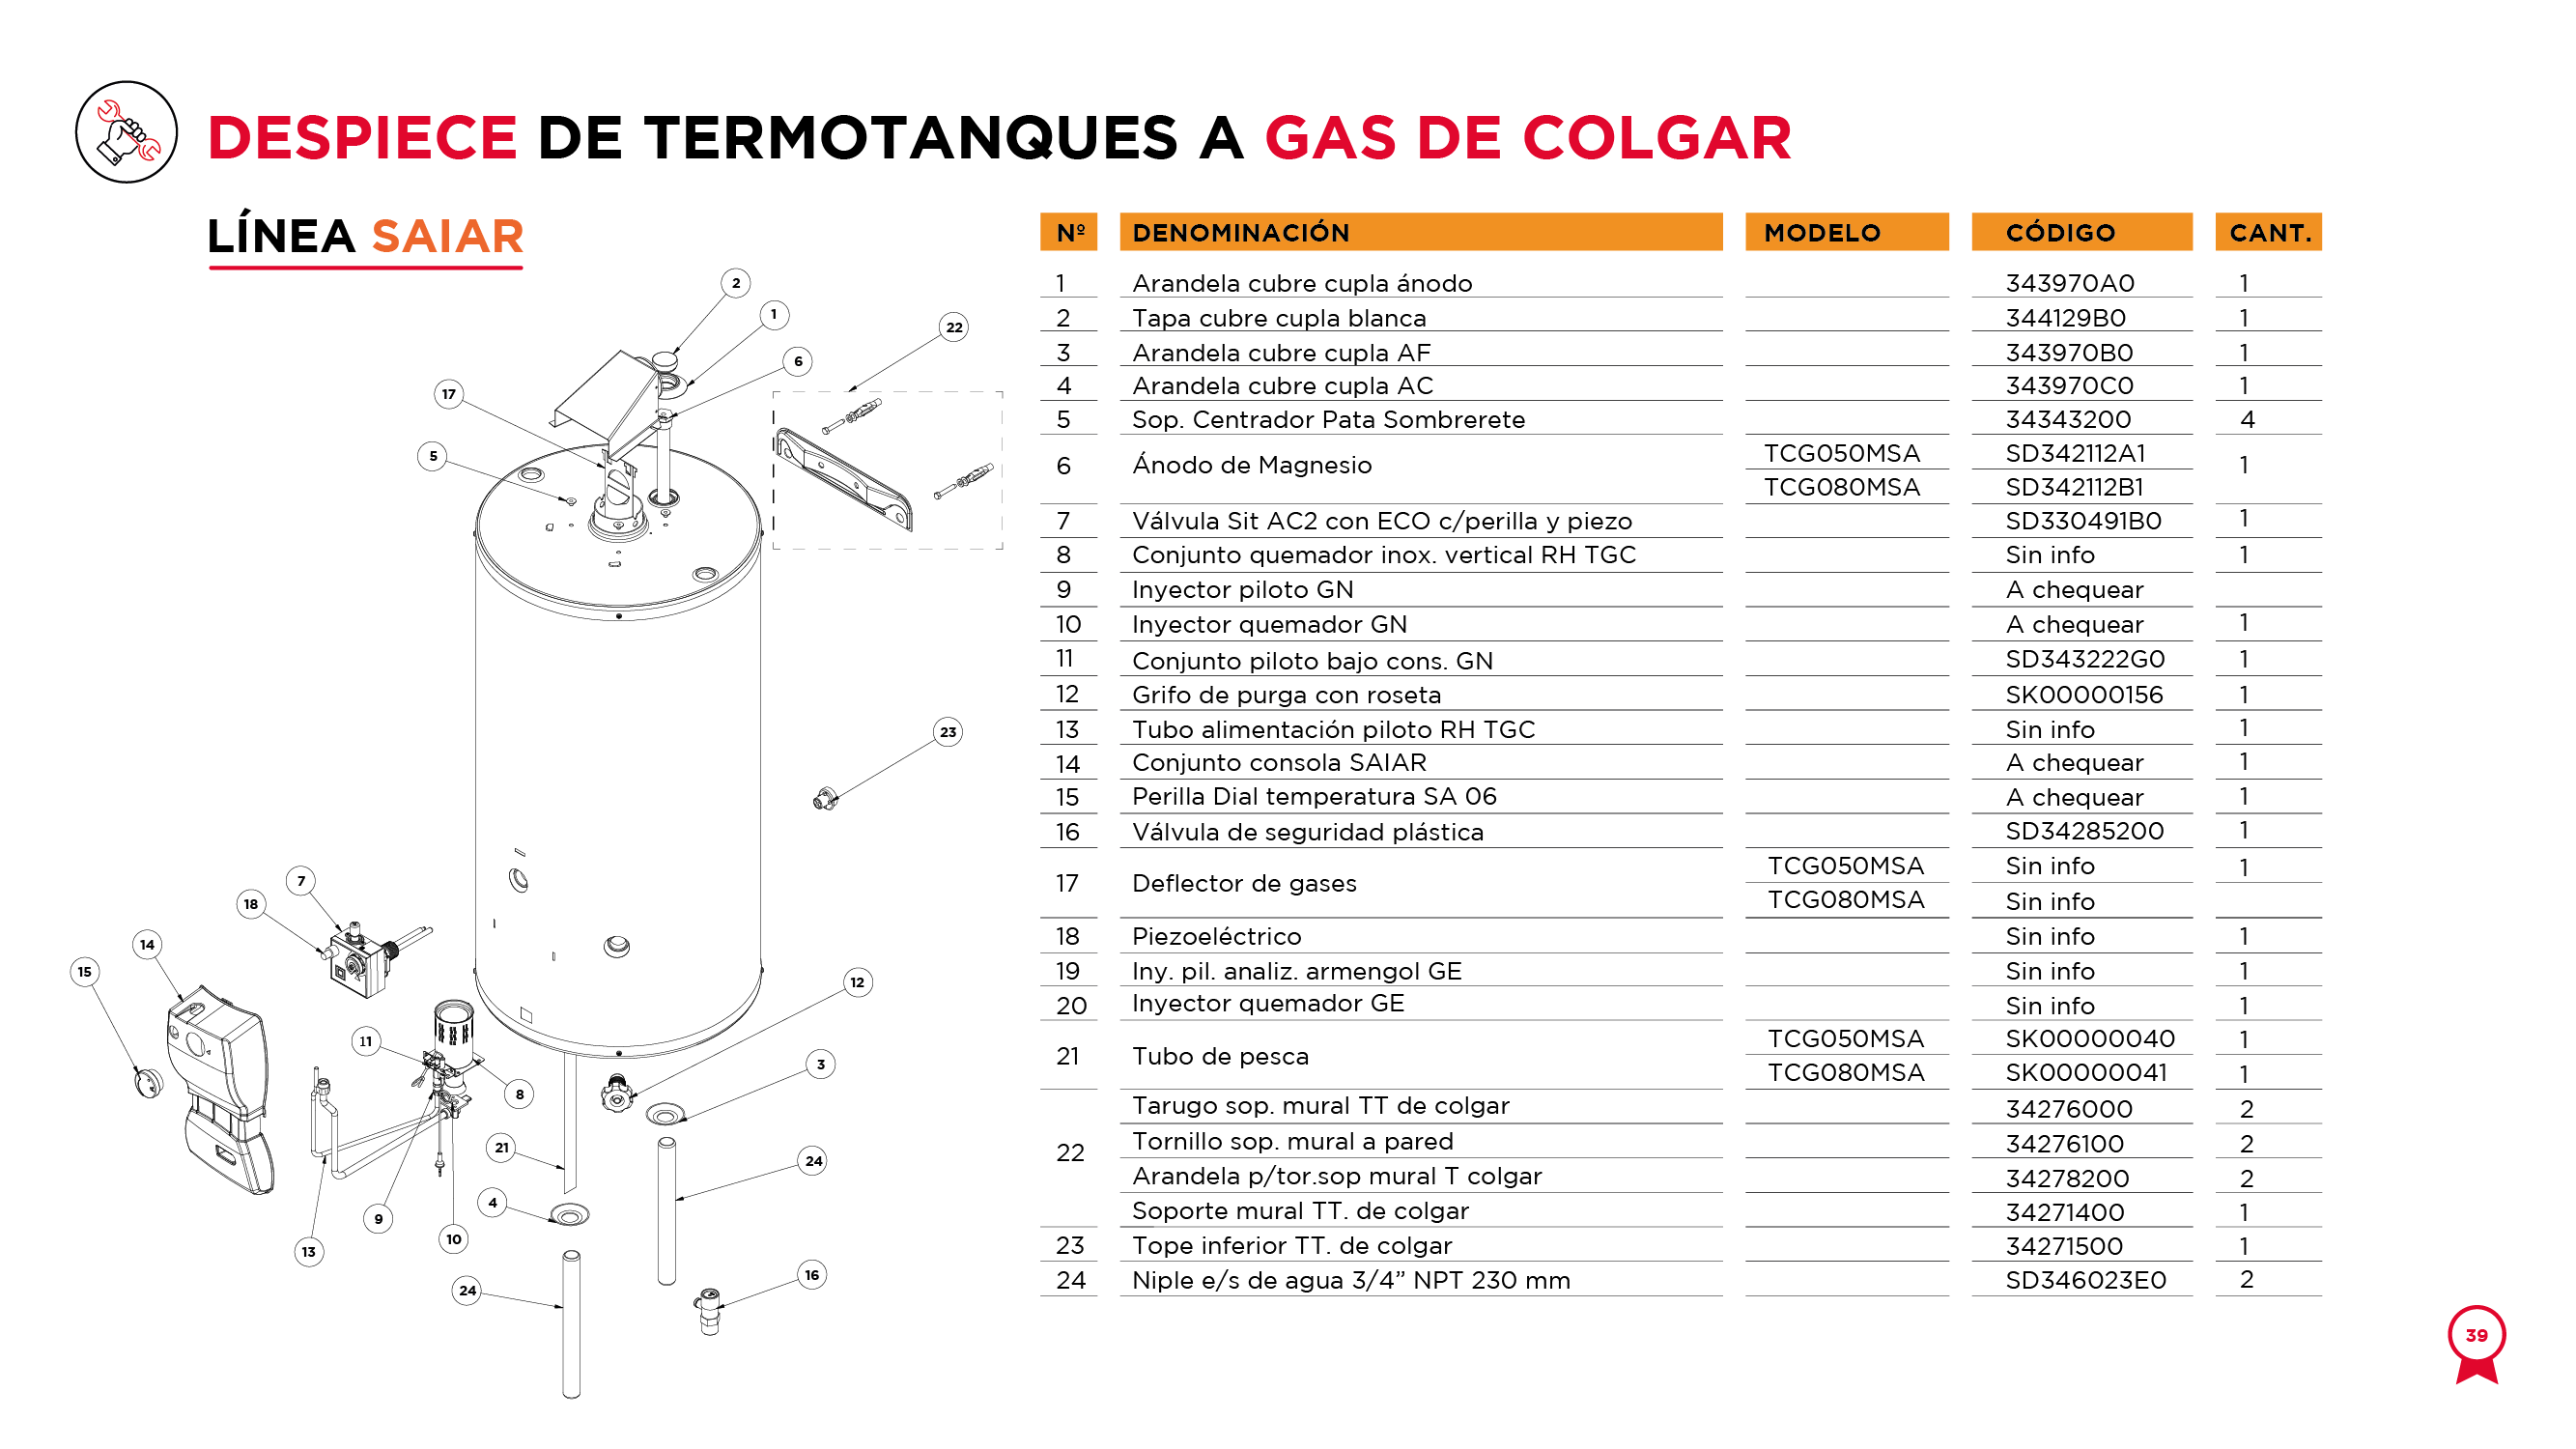 DESPIECE DE TERMOTANQUES A GAS DE COLGAR
LÍNEA SAIAR
Nº DENOMINACIÓN MODELO CÓDIGO CANT.
1 Arandela cubre cupla ánodo 343970A0 1
2 Tapa cubre cupla blanca 344129B0 1
3 Arandela cubre cupla AF 343970B0 1
4 Arandela cubre cupla AC 343970C0 1
5 Sop. Centrador Pata Sombrerete 34343200 4
6 Ánodo de Magnesio TCG050MSA SD342112A1 1
TCG080MSA SD342112B1
7 Válvula Sit AC2 con ECO c/perilla y piezo SD330491B0 1
8 Conjunto quemador inox. vertical RH TGC Sin info 1
9 Inyector piloto GN A chequear
10 Inyector quemador GN A chequear 1
11 Conjunto piloto bajo cons. GN SD343222G0 1
12 Grifo de purga con roseta SK00000156 1
13 Tubo alimentación piloto RH TGC Sin info 1
14 Conjunto consola SAIAR A chequear 1
15 Perilla Dial temperatura SA 06 A chequear 1
16 Válvula de seguridad plástica SD34285200 1
17 Deflector de gases TCG050MSA Sin info 1
TCG080MSA Sin info
18 Piezoeléctrico Sin info 1
19 Iny. pil. analiz. armengol GE Sin info 1
20 Inyector quemador GE Sin info 1
21 Tubo de pesca TCG050MSA SK00000040 1
TCG080MSA SK00000041 1
22 Tarugo sop. mural TT de colgar 34276000 2
Tornillo sop. mural a pared 34276100 2
Arandela p/tor.sop mural T colgar 34278200 2
Soporte mural TT. de colgar 34271400 1
23 Tope inferior TT. de colgar 34271500 1
24 Niple e/s de agua 3/4” NPT 230 mm SD346023E0 2
2
1
22
6
17
5
23
7
18
14
15
12
11
3
8
21
24
4
9
10
13
16
24
39